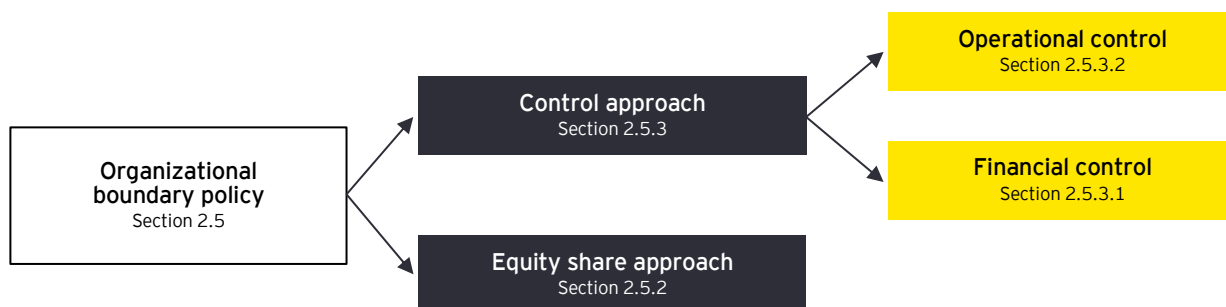 Organizational
boundary policy
Section 2.5
Control approach
Section 2.5.3
Equity share approach
Section 2.5.2
Operational control
Section 2.5.3.2
Financial control
Section 2.5.3.1